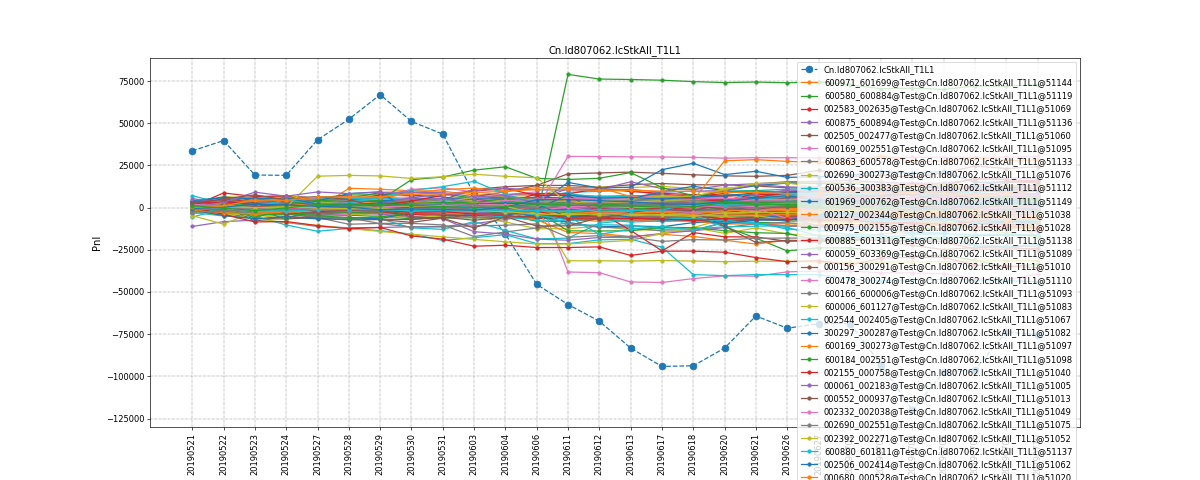 Cn.Id807062.IcStkAll_T1L1
Pnl
75000
50000
25000
0
−25000
−50000
−75000
−100000
−125000
20190521
20190522
20190523
20190524
20190527
20190528
20190529
20190530
20190531
20190603
20190604
20190606
20190611
20190612
20190613
20190617
20190618
20190620
20190621
20190626
Cn.Id807062.IcStkAll_T1L1
600971_601699@Test@Cn.Id807062.IcStkAll_T1L1@51144
600580_600884@Test@Cn.Id807062.IcStkAll_T1L1@51119
002583_002635@Test@Cn.Id807062.IcStkAll_T1L1@51069
600875_600894@Test@Cn.Id807062.IcStkAll_T1L1@51136
002505_002477@Test@Cn.Id807062.IcStkAll_T1L1@51060
600169_002551@Test@Cn.Id807062.IcStkAll_T1L1@51095
600863_600578@Test@Cn.Id807062.IcStkAll_T1L1@51133
002690_300273@Test@Cn.Id807062.IcStkAll_T1L1@51076
600536_300383@Test@Cn.Id807062.IcStkAll_T1L1@51112
601969_000762@Test@Cn.Id807062.IcStkAll_T1L1@51149
002127_002344@Test@Cn.Id807062.IcStkAll_T1L1@51038
000975_002155@Test@Cn.Id807062.IcStkAll_T1L1@51028
600885_601311@Test@Cn.Id807062.IcStkAll_T1L1@51138
600059_603369@Test@Cn.Id807062.IcStkAll_T1L1@51089
000156_300291@Test@Cn.Id807062.IcStkAll_T1L1@51010
600478_300274@Test@Cn.Id807062.IcStkAll_T1L1@51110
600166_600006@Test@Cn.Id807062.IcStkAll_T1L1@51093
600006_601127@Test@Cn.Id807062.IcStkAll_T1L1@51083
002544_002405@Test@Cn.Id807062.IcStkAll_T1L1@51067
300297_300287@Test@Cn.Id807062.IcStkAll_T1L1@51082
600169_300273@Test@Cn.Id807062.IcStkAll_T1L1@51097
600184_002551@Test@Cn.Id807062.IcStkAll_T1L1@51098
002155_000758@Test@Cn.Id807062.IcStkAll_T1L1@51040
000061_002183@Test@Cn.Id807062.IcStkAll_T1L1@51005
000552_000937@Test@Cn.Id807062.IcStkAll_T1L1@51013
002332_002038@Test@Cn.Id807062.IcStkAll_T1L1@51049
002690_002551@Test@Cn.Id807062.IcStkAll_T1L1@51075
002392_002271@Test@Cn.Id807062.IcStkAll_T1L1@51052
600880_601811@Test@Cn.Id807062.IcStkAll_T1L1@51137
002506_002414@Test@Cn.Id807062.IcStkAll_T1L1@51062
000680_000528@Test@Cn.Id807062.IcStkAll_T1L1@51020